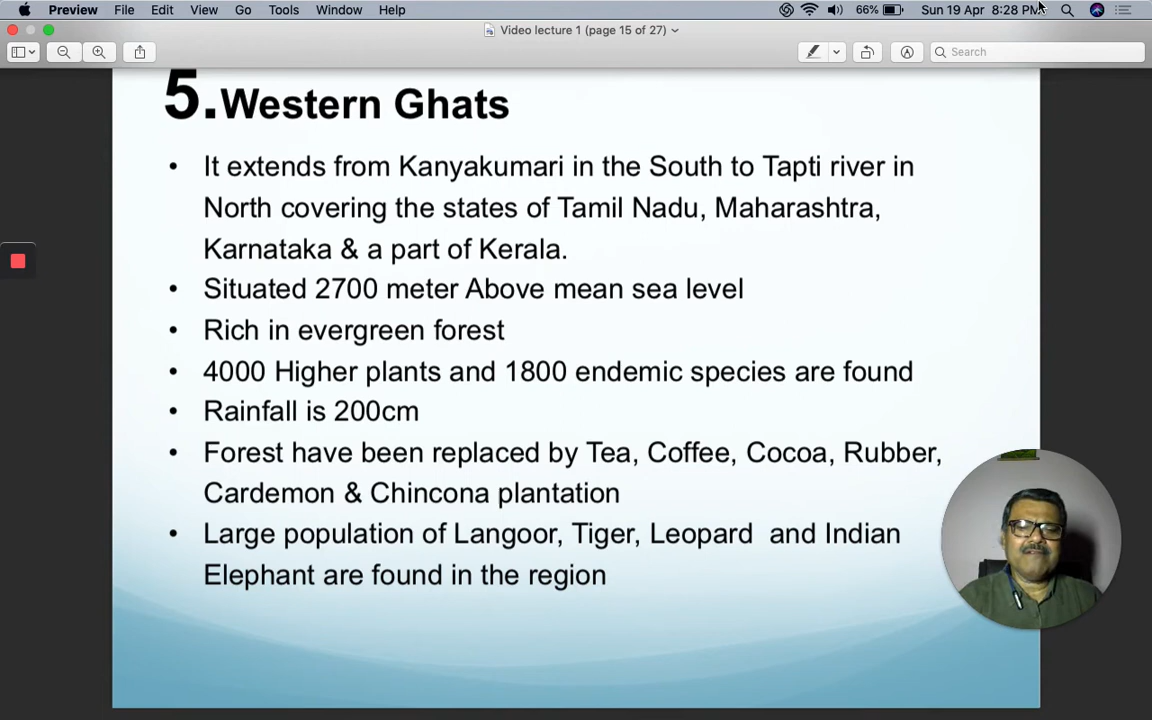 Preview File Edit View Go Tools Window Help 66% Sun 19 Apr 8:28 PM
Video lecture 1 (page 15 of 27)
Search
5.Western Ghats
• It extends from Kanyakumari in the South to Tapti river in
North covering the states of Tamil Nadu, Maharashtra,
Karnataka & a part of Kerala.
• Situated 2700 meter Above mean sea level
• Rich in evergreen forest
• 4000 Higher plants and 1800 endemic species are found
• Rainfall is 200cm
• Forest have been replaced by Tea, Coffee, Cocoa, Rubber,
Cardemon & Chincona plantation
• Large population of Langoor, Tiger, Leopard and Indian
Elephant are found in the region